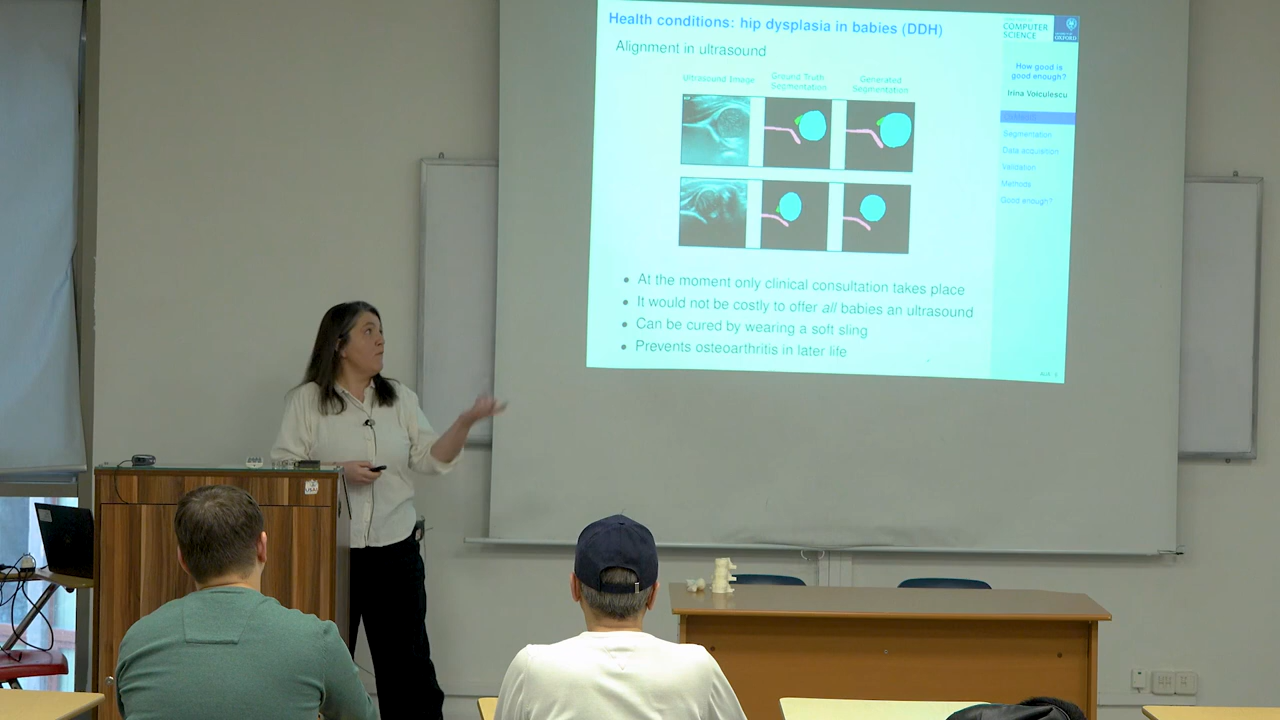 Health conditions: hip dysplasia in babies (DDH)
Alignment in ultrasound
Ultrasound Image
Ground Truth
Segmentation
Generated
Segmentation
At the moment only clinical consultation takes place
It would not be costly to offer all babies an ultrasound
Can be cured by wearing a soft sling
Prevents osteoarthritis in later life
COMPUTER
SCIENCE
OXFORD
How good is
good enough?
Irina Voiculescu
Segmentation
Data acquisition
Validation
Methods
Good enough?